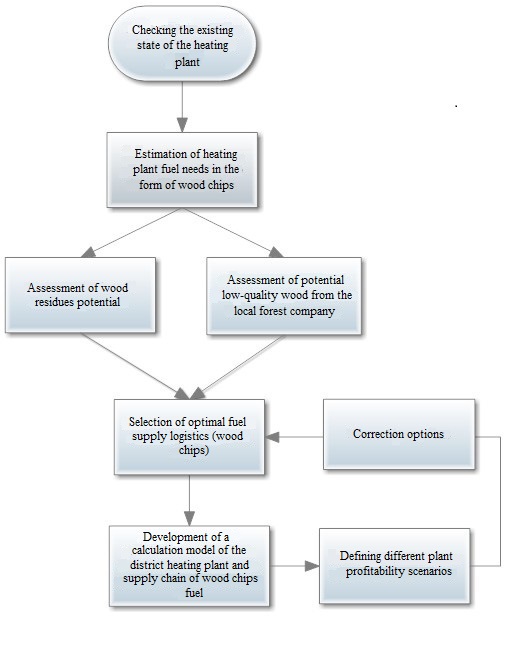 Checking the existing
state of the heating
plant
Estimation of heating
plant fuel needs in the
form of wood chips
Assessment of wood
residues potential
Assessment of potential
low-quality wood from the
local forest company
Selection of optimal fuel
supply logistics (wood
chips)
Correction options
Development of a
calculation model of the
district heating plant and
supply chain of wood chips
fuel
Defining different plant
profitability scenarios